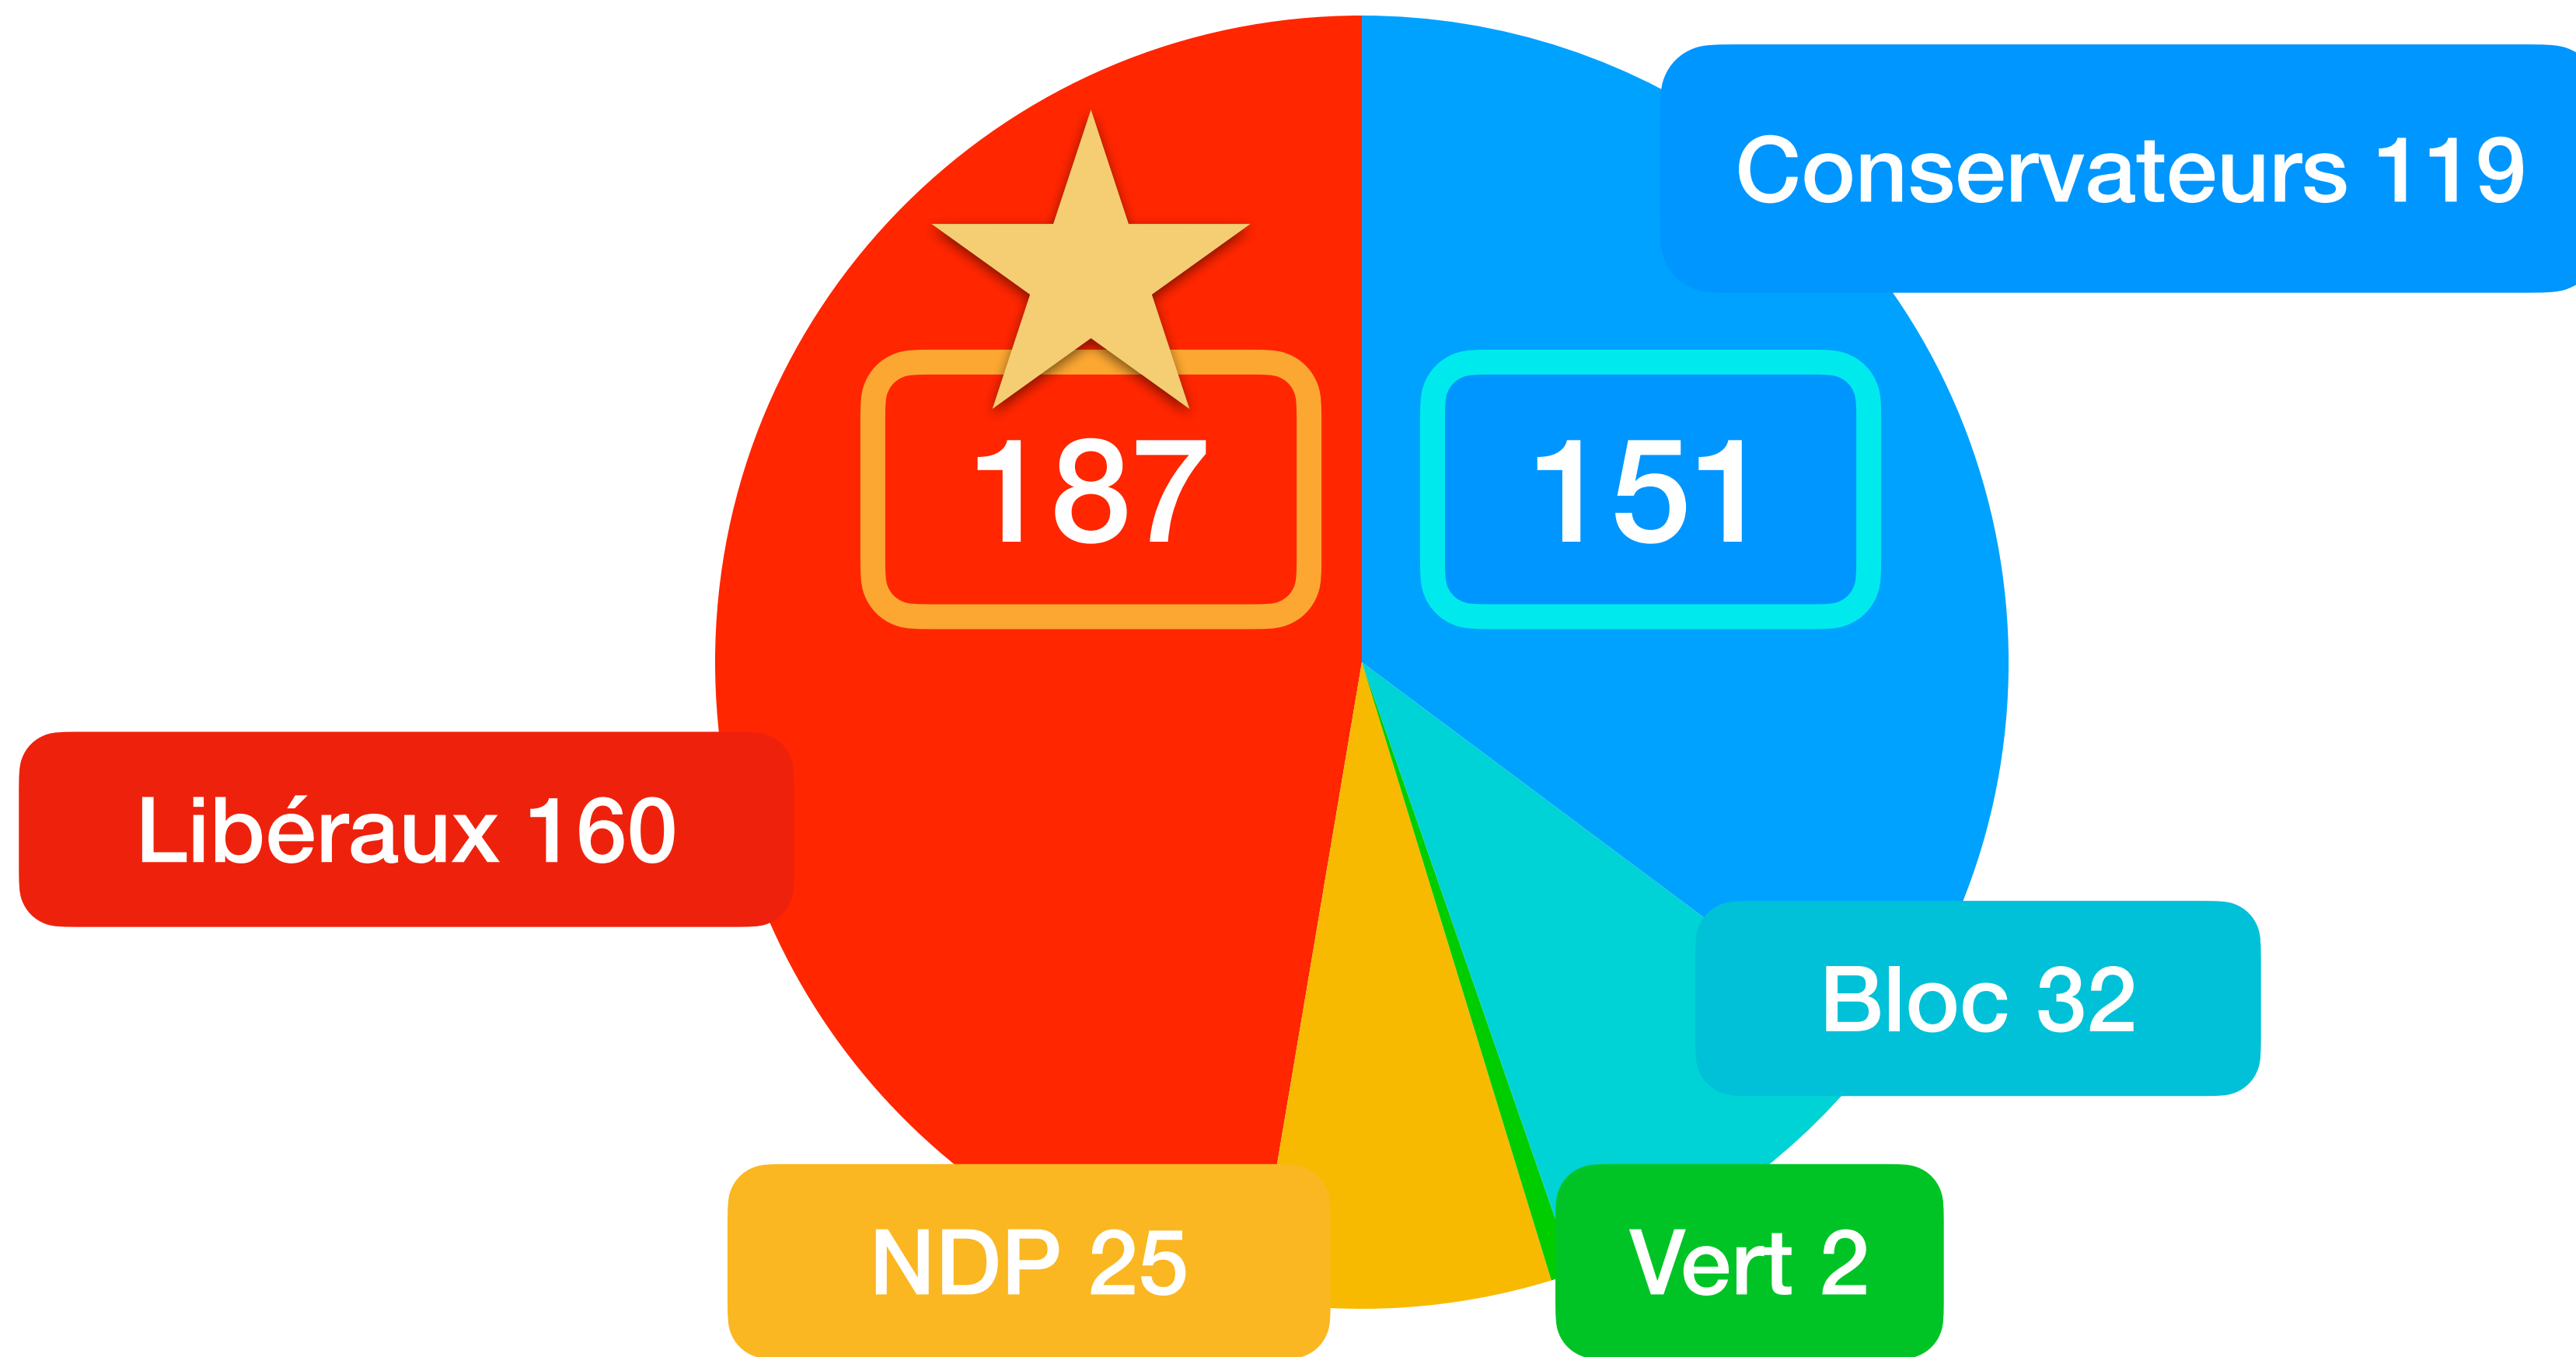 Conservateurs 119
187
151
Libéraux 160
Bloc 32
NDP 25
Vert 2